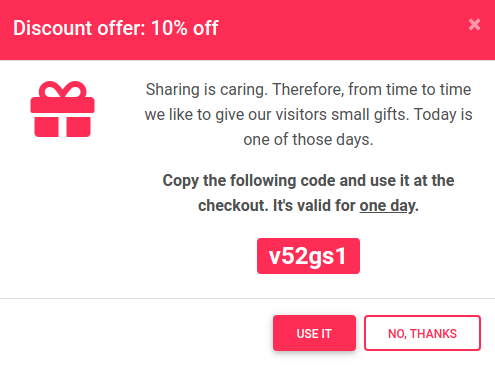 Discount offer: 10% off ×
Sharing is caring. Therefore, from time to time
we like to give our visitors small gifts. Today is
one of those days.
Copy the following code and use it at the
checkout. It's valid for one day.
v52gs1
USE IT NO, THANKS